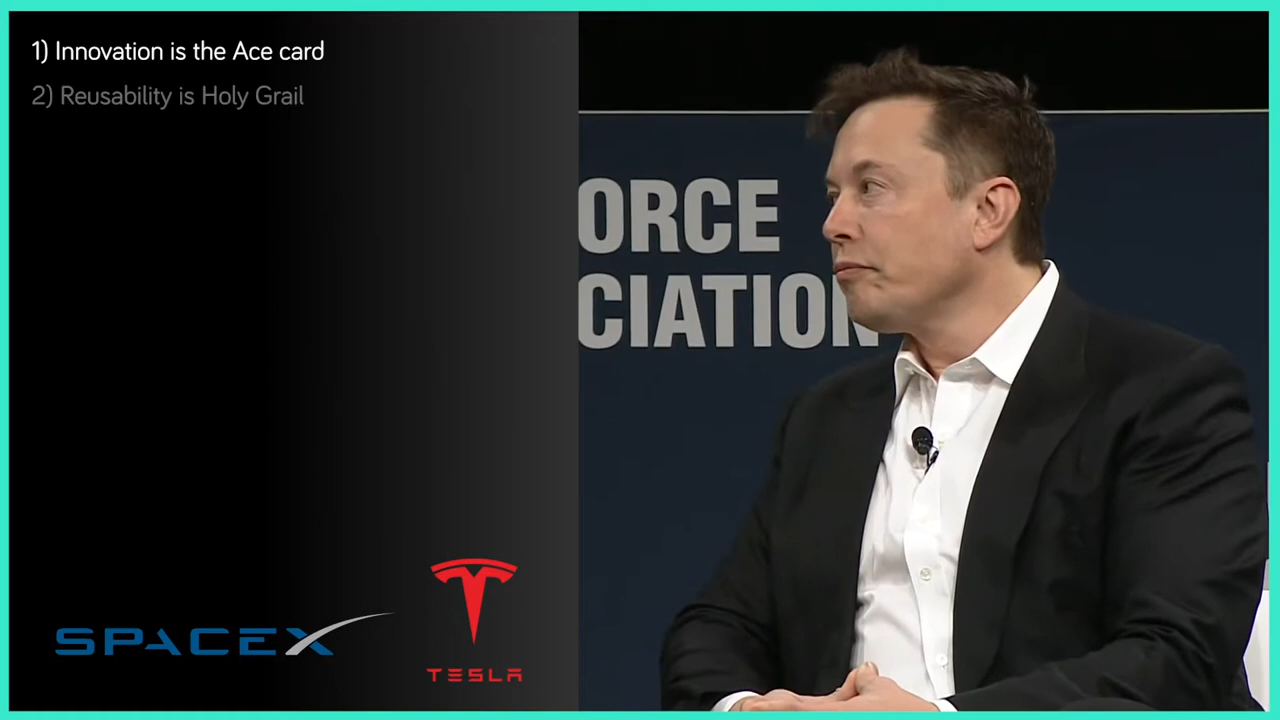 1) Innovation is the Ace card
2) Reusability is Holy Grail
ORCE
CIATION
SPACEX
TESLA